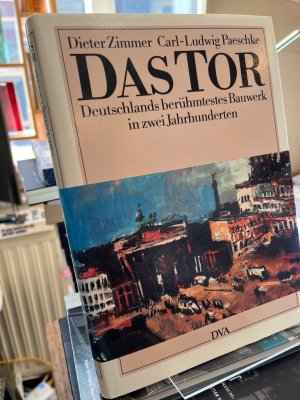 Dieter Zimmer Carl-Ludwig Paeschke
DAS TOR
Deutschlands berühmtestes Bauwerk
in zwei Jahrhunderten
DVA